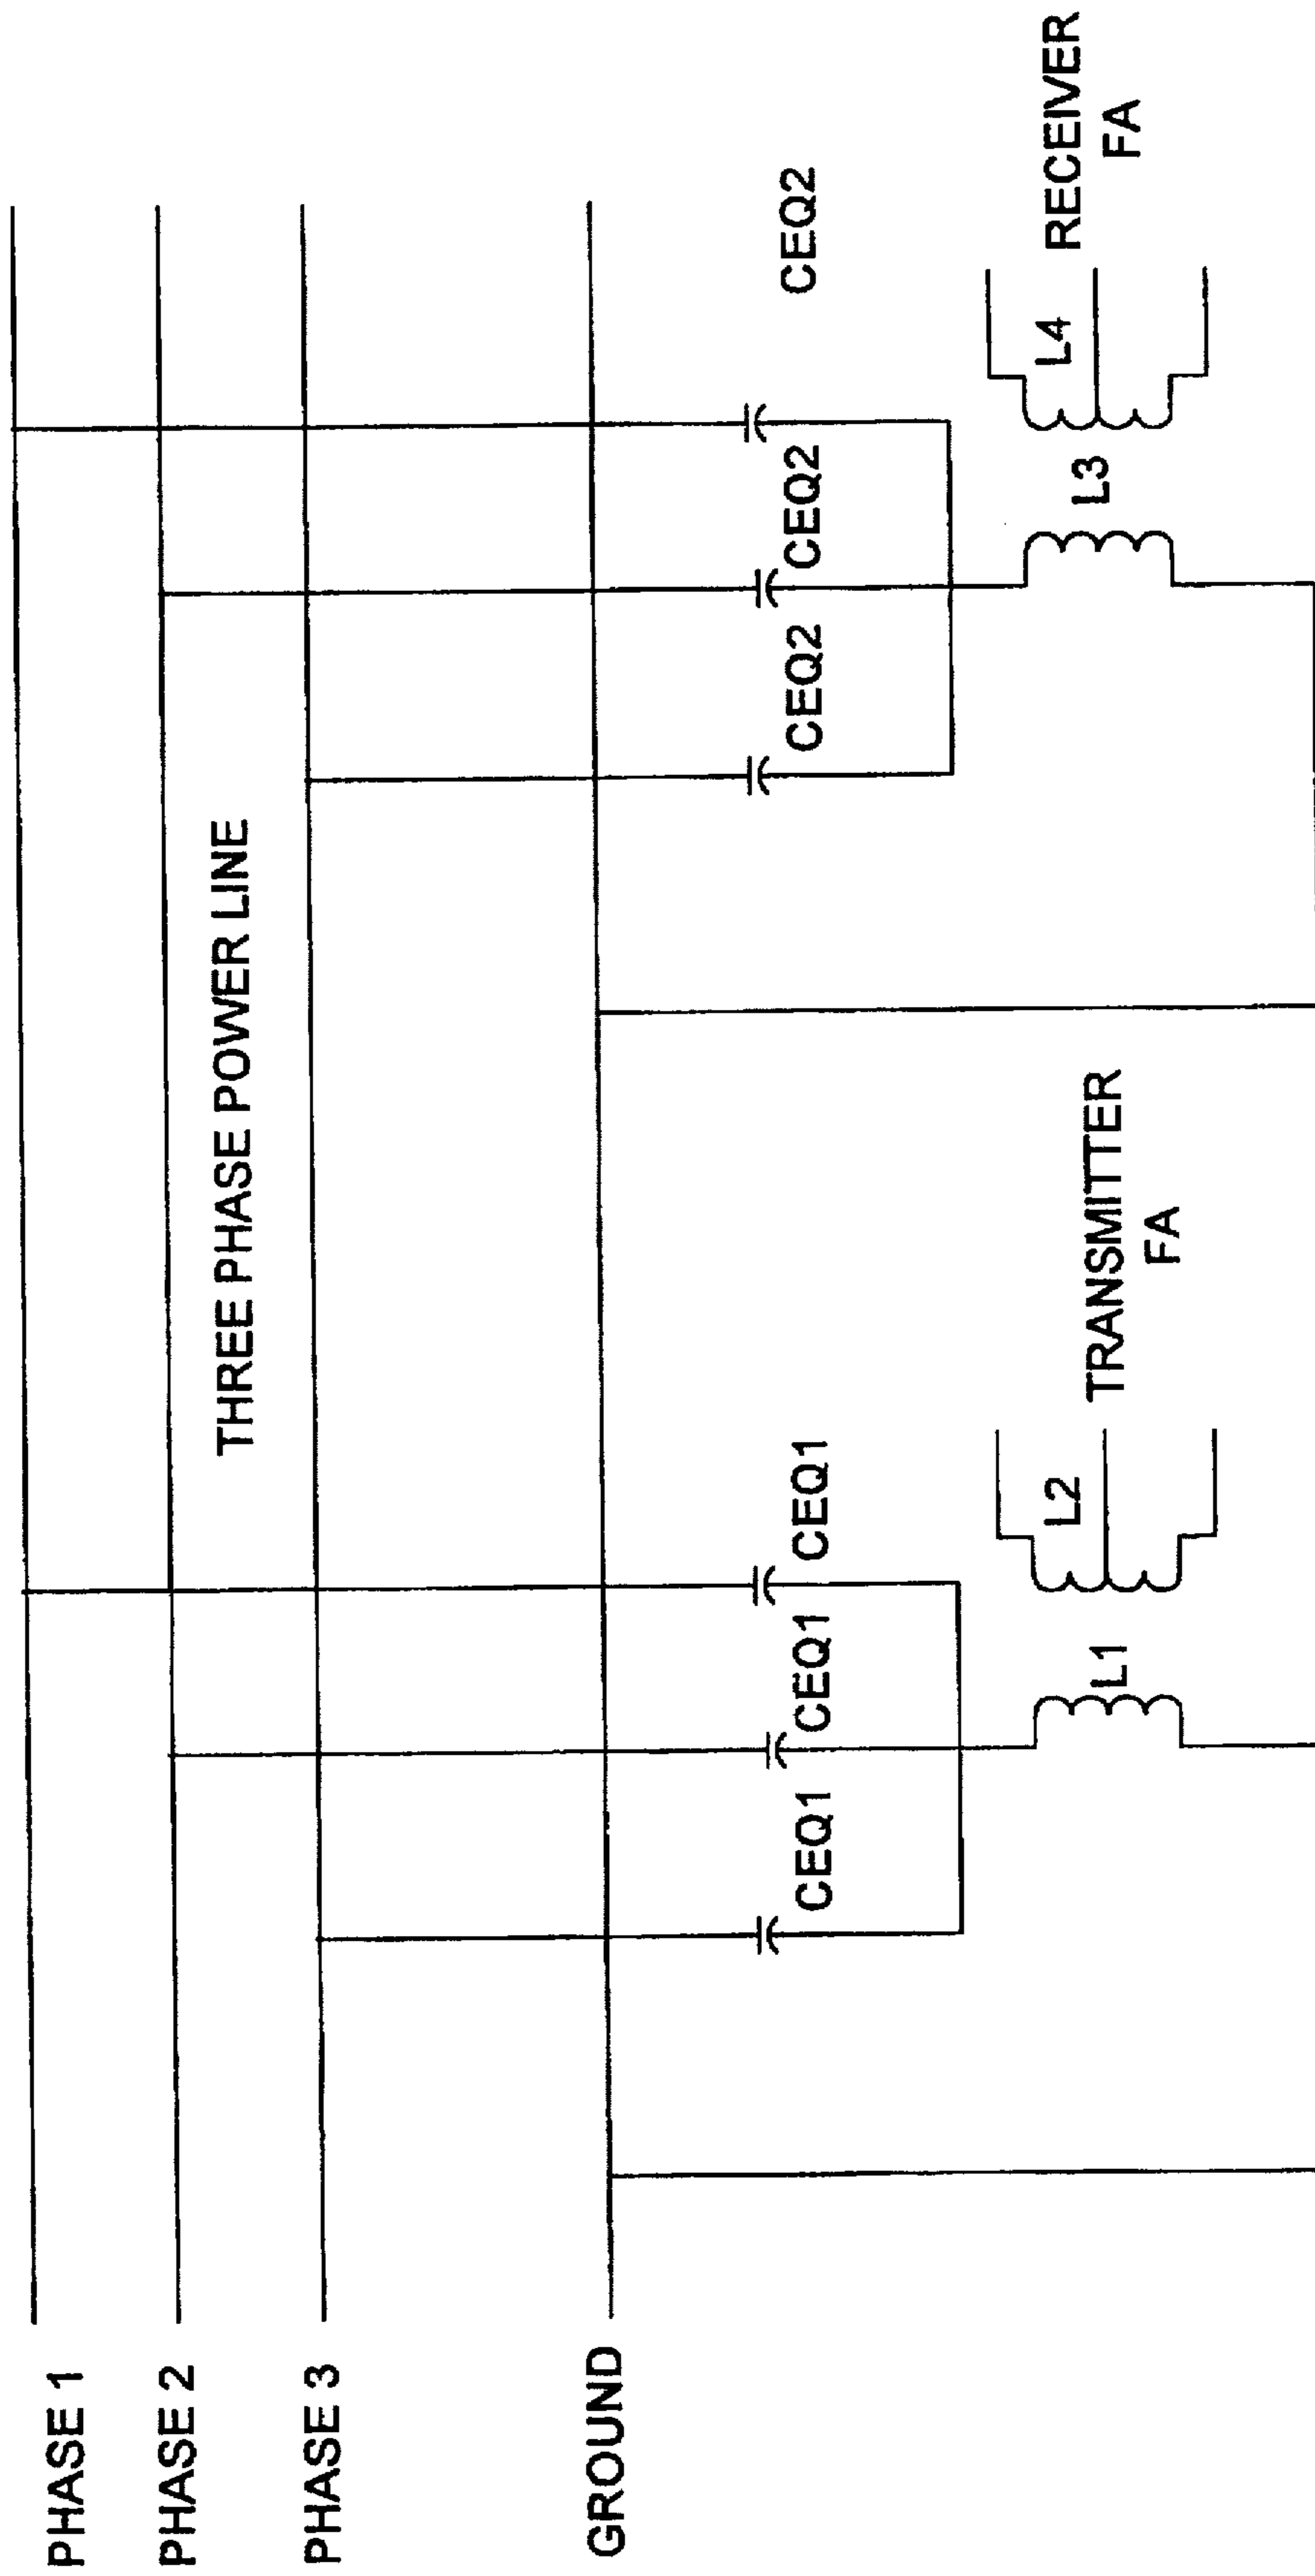 PHASE 1
PHASE 2
THREE PHASE POWER LINE
PHASE 3
GROUND
CEQ1
CEQ1
CEQ1
CEQ2
CEQ2
CEQ2
L1
L2
TRANSMITTER
FA
L3
L4
RECEIVER
FA